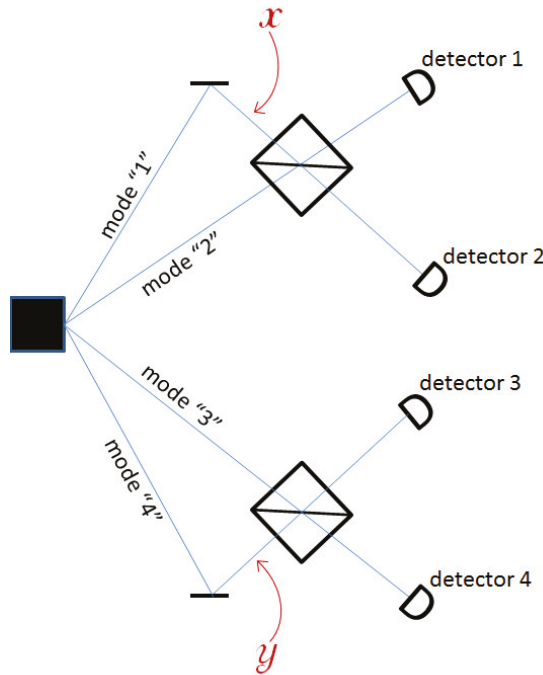 x
detector 1
mode “1”
mode “2”
detector 2
mode “3”
detector 3
mode “4”
detector 4
y